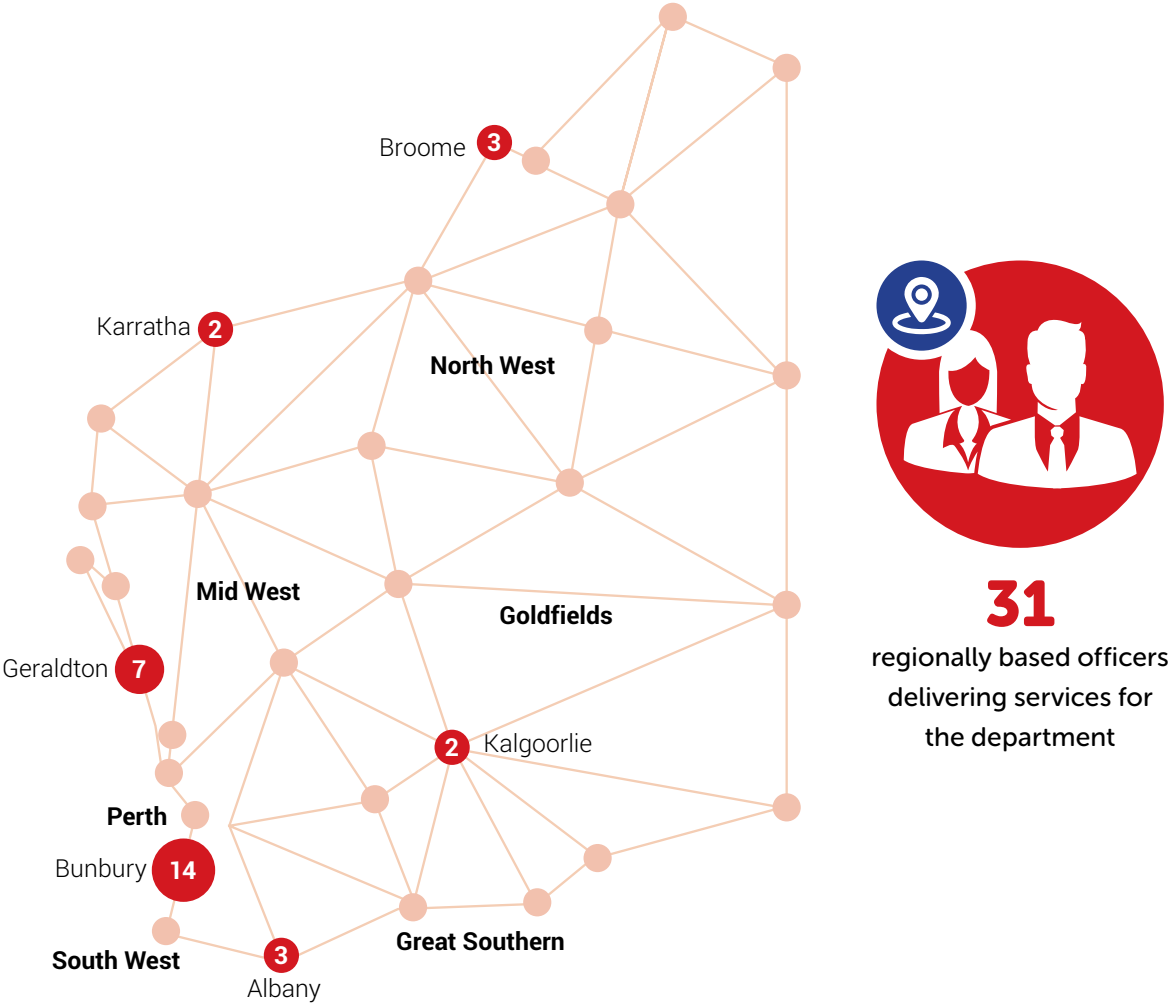 Broome 3
Karratha 2
North West
Mid West
Goldfields
Geraldton 7
2 Kalgoorlie
Perth
Bunbury 14
Great Southern
South West
3
Albany
31
regionally based officers
delivering services for
the department